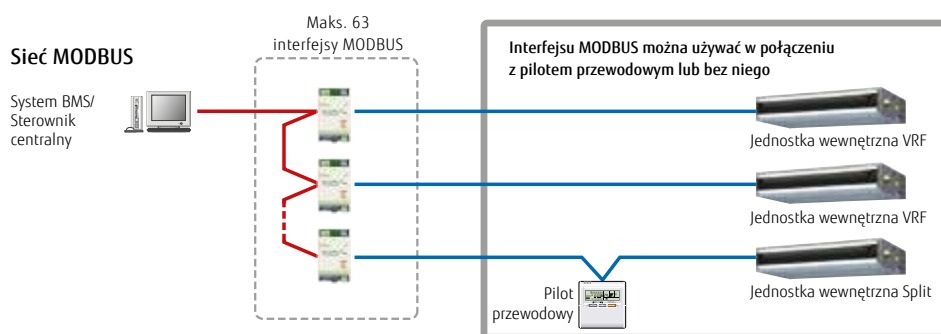 Maks. 63
interfejsy MODBUS
Sieć MODBUS
Interfejsu MODBUS można używać w połączeniu
z pilotem przewodowym lub bez niego
System BMS/
Sterownik
centralny
Jednostka wewnętrzna VRF
Jednostka wewnętrzna VRF
Pilot
przewodowy
Jednostka wewnętrzna Split